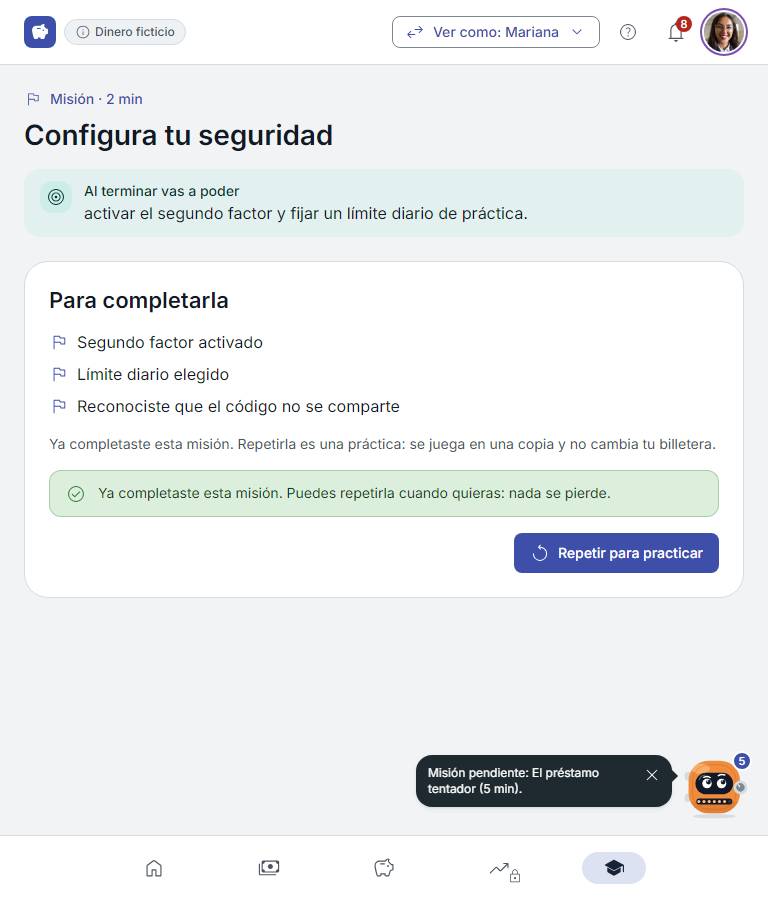 Dinero ficticio
Ver como: Mariana
8
Misión · 2 min
Configura tu seguridad
Al terminar vas a poder
activar el segundo factor y fijar un límite diario de práctica.
Para completarla
Segundo factor activado
Límite diario elegido
Reconociste que el código no se comparte
Ya completaste esta misión. Repetirla es una práctica: se juega en una copia y no cambia tu billetera.
Ya completaste esta misión. Puedes repetirla cuando quieras: nada se pierde.
Repetir para practicar
Misión pendiente: El préstamo
tentador (5 min).
5